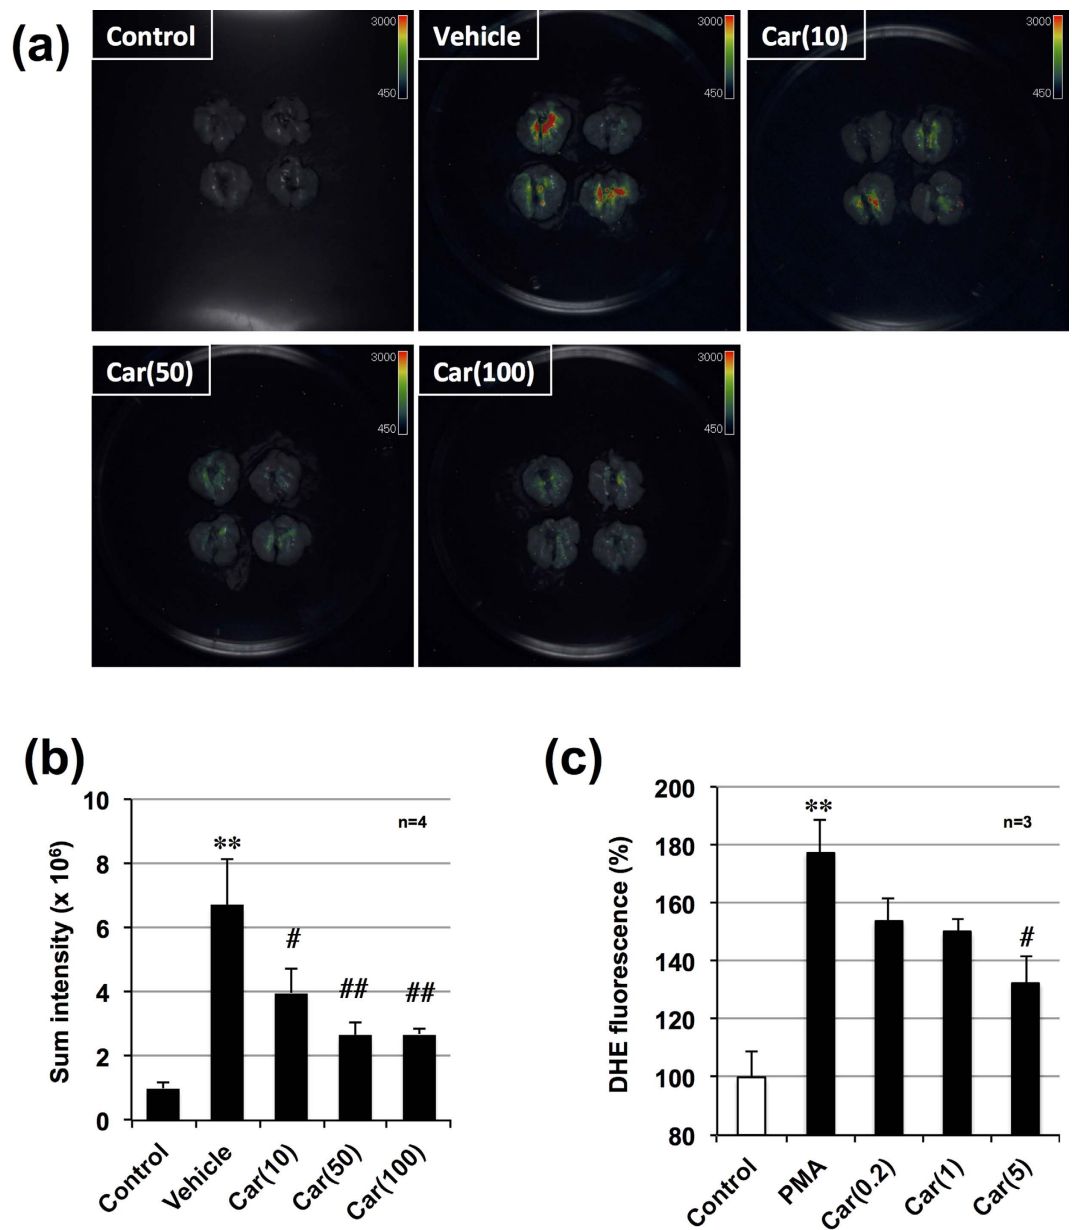 (a)
Control
3000
450
Vehicle
3000
450
Car(10)
3000
450
Car(50)
3000
450
Car(100)
3000
450
(b)
Sum intensity (x 10⁶)
10
8
6
4
2
0
n=4
**
#
##
##
Control
Vehicle
Car(10)
Car(50)
Car(100)
(c)
DHE fluorescence (%)
200
180
160
140
120
100
80
n=3
**
#
Control
PMA
Car(0.2)
Car(1)
Car(5)